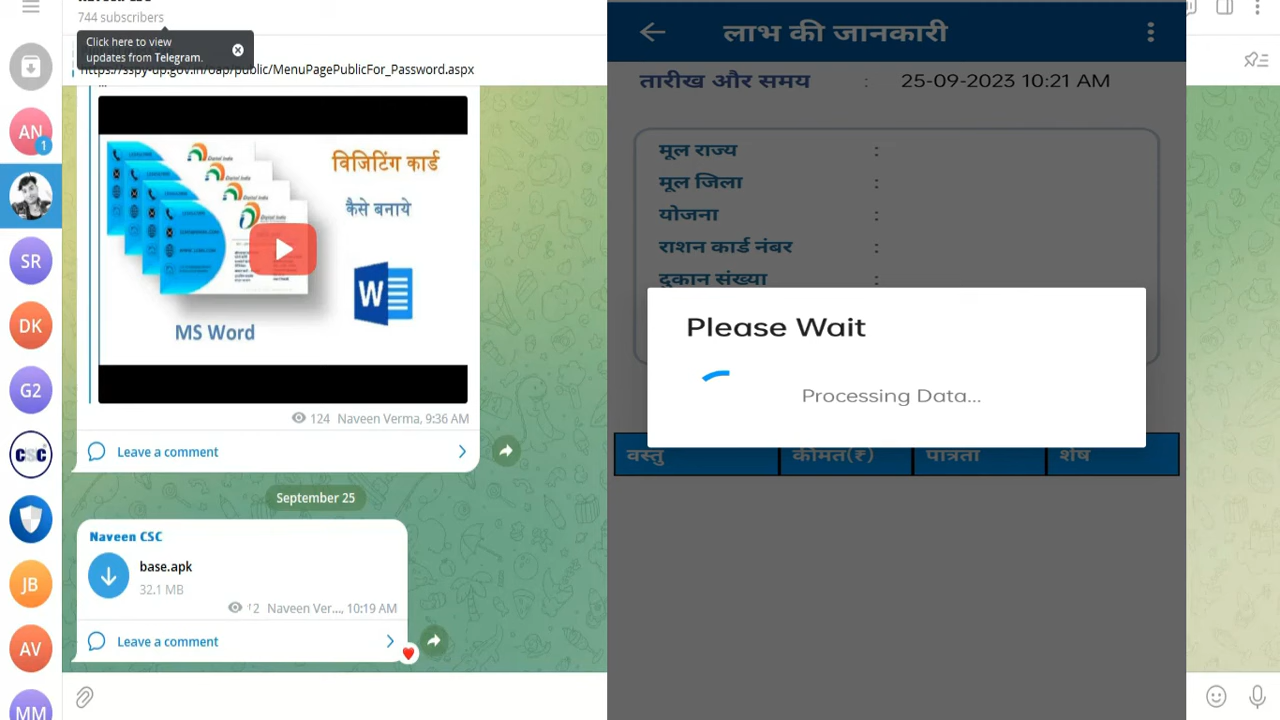 744 subscribers
Click here to view
updates from Telegram.
https://sspy-up.gov.in/oap/public/MenuPagePublicFor_Password.aspx
...
विजिटिंग कार्ड
कैसे बनाये
W
MS Word
124 Naveen Verma, 9:36 AM
Leave a comment
September 25
Naveen CSC
base.apk
32.1 MB
12 Naveen Ver..., 10:19 AM
Leave a comment
AN
1
SR
DK
G2
CSC
JB
AV
MM
लाभ की जानकारी
तारीख और समय : 25-09-2023 10:21 AM
मूल राज्य :
मूल जिला :
योजना :
राशन कार्ड नंबर :
दुकान संख्या :
Please Wait
Processing Data...
वस्तु कीमत(₹) पात्रता शेष